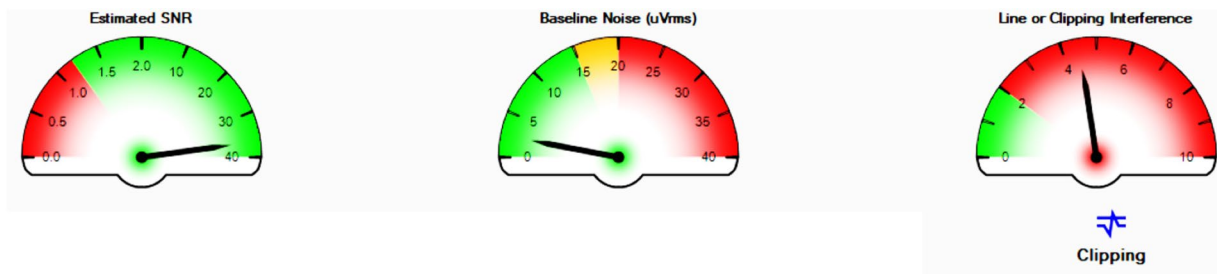 Estimated SNR
0.0 0.5 1.0 1.5 2.0 10 20 30 40
Baseline Noise (uVrms)
0 5 10 15 20 25 30 35 40
Line or Clipping Interference
0 2 4 6 8 10
Clipping